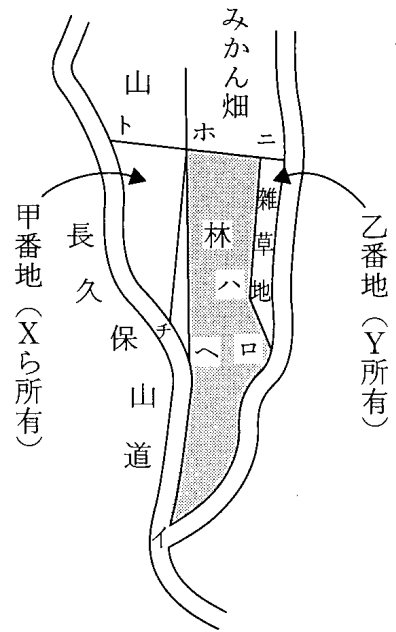 みかん畑
山
ト
ホ
ニ
乙番地（Y所有）
雑草地
林
ハ
ロ
ヘ
チ
長久保山道
甲番地（Xら所有）
イ